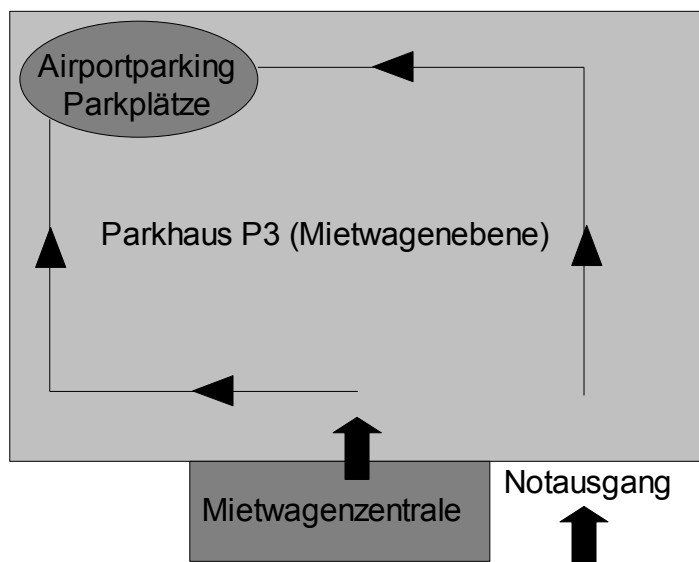 Airportparking
Parkplätze
Parkhaus P3 (Mietwagenebene)
Notausgang
Mietwagenzentrale